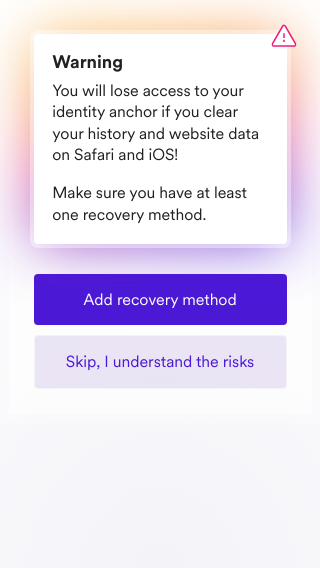 Warning
You will lose access to your
identity anchor if you clear
your history and website data
on Safari and iOS!
Make sure you have at least
one recovery method.
Add recovery method
Skip, I understand the risks